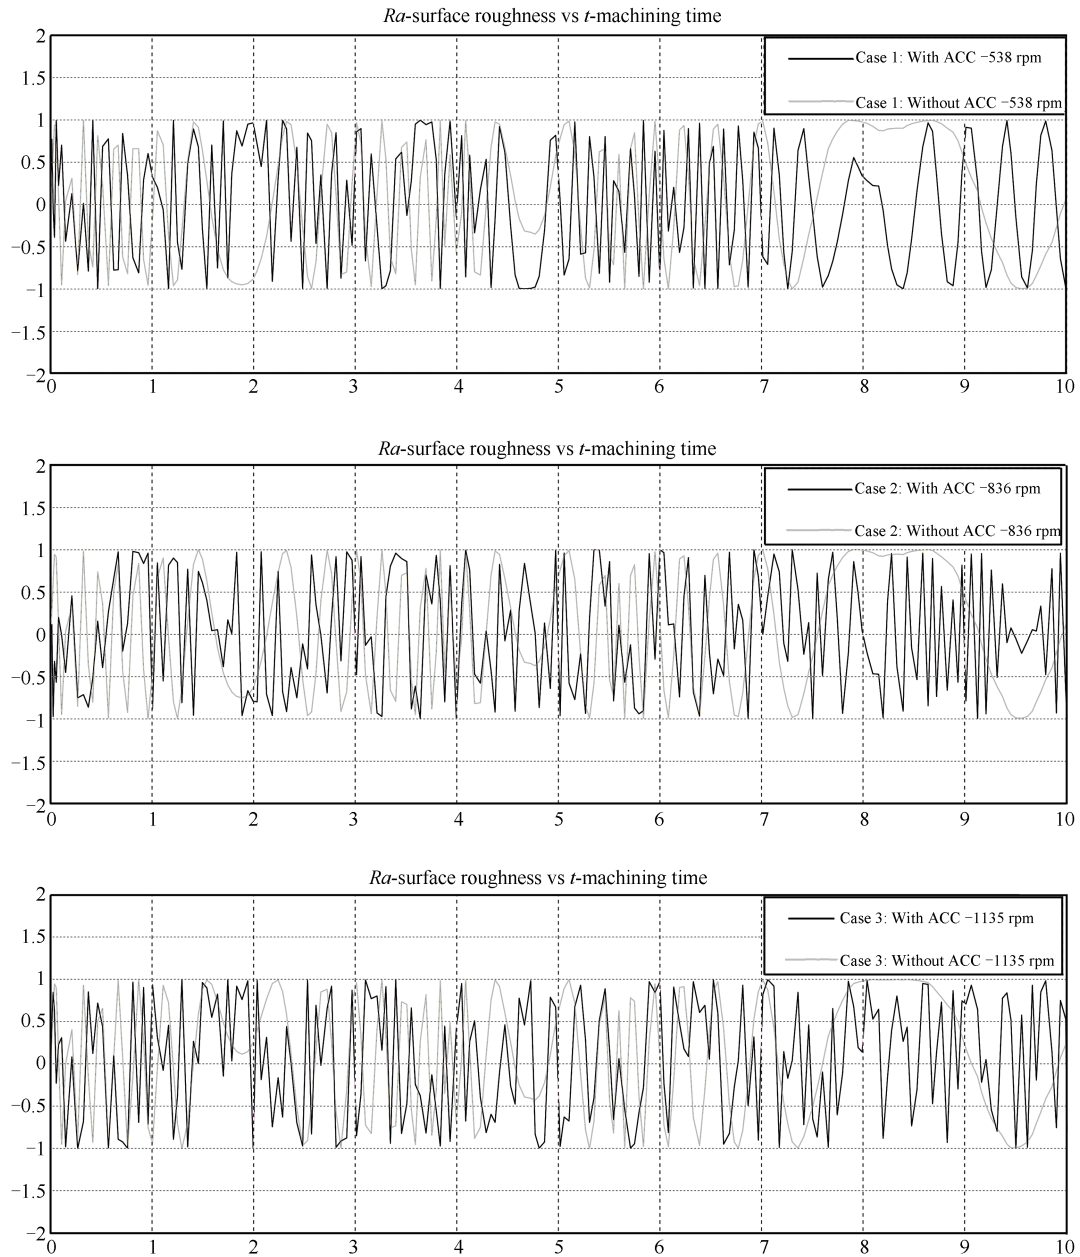 Ra-surface roughness vs t-machining time
2
1.5
1
0.5
0
−0.5
−1
−1.5
−2
Case 1: With ACC −538 rpm
Case 1: Without ACC −538 rpm
0 1 2 3 4 5 6 7 8 9 10
Ra-surface roughness vs t-machining time
2
1.5
1
0.5
0
−0.5
−1
−1.5
−2
Case 2: With ACC −836 rpm
Case 2: Without ACC −836 rpm
0 1 2 3 4 5 6 7 8 9 10
Ra-surface roughness vs t-machining time
2
1.5
1
0.5
0
−0.5
−1
−1.5
−2
Case 3: With ACC −1135 rpm
Case 3: Without ACC −1135 rpm
0 1 2 3 4 5 6 7 8 9 10